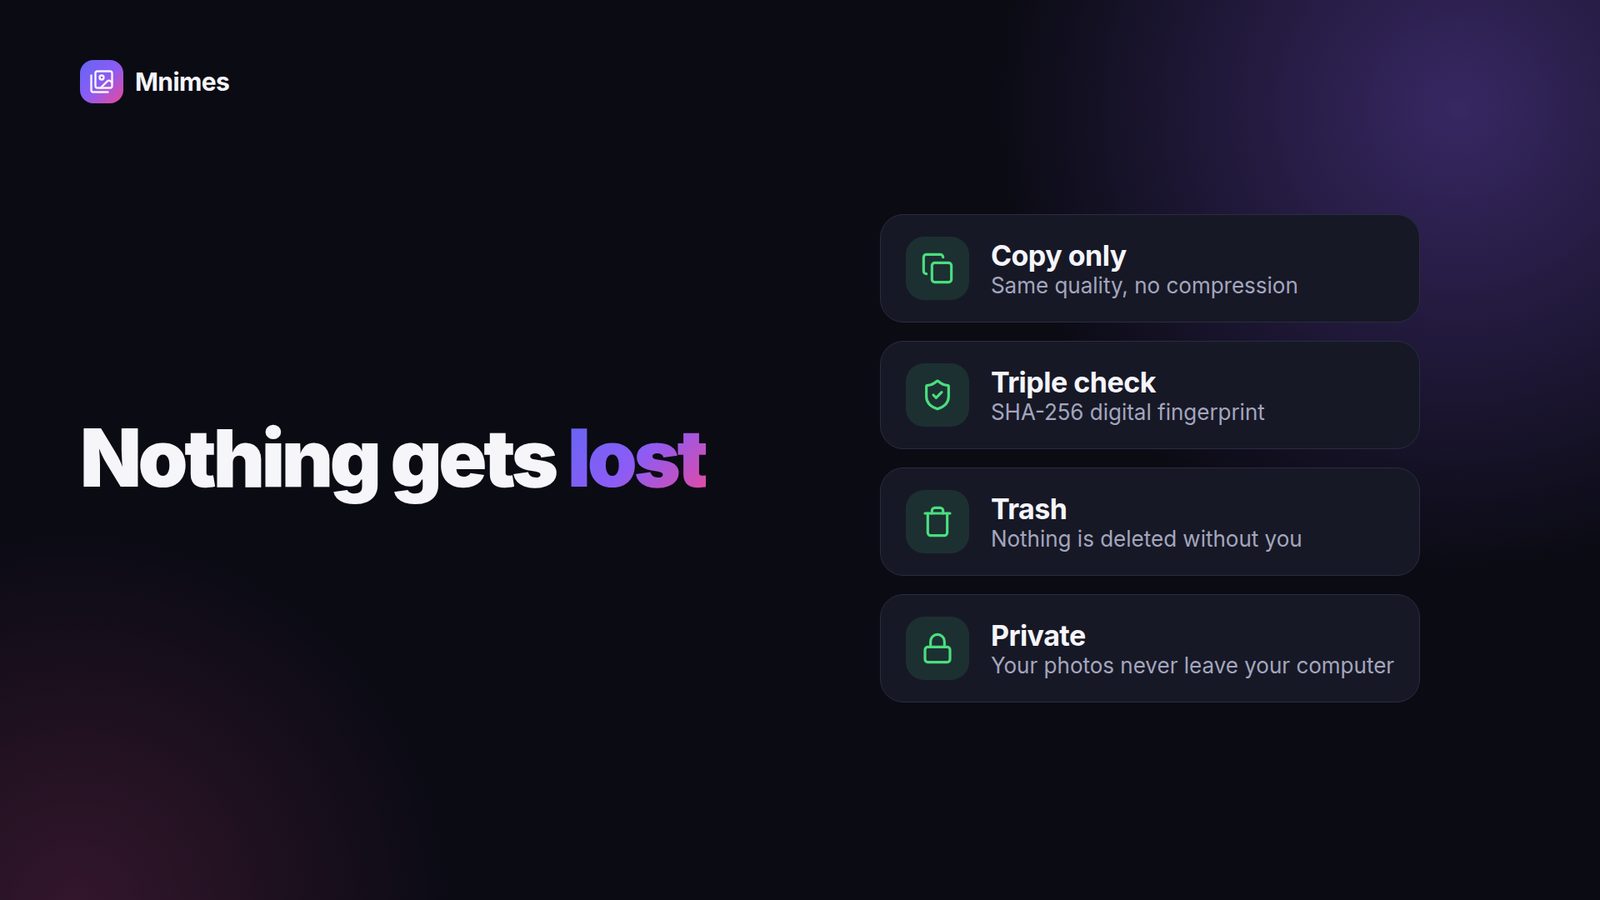 Mnimes
Nothing gets lost
Copy only
Same quality, no compression
Triple check
SHA-256 digital fingerprint
Trash
Nothing is deleted without you
Private
Your photos never leave your computer